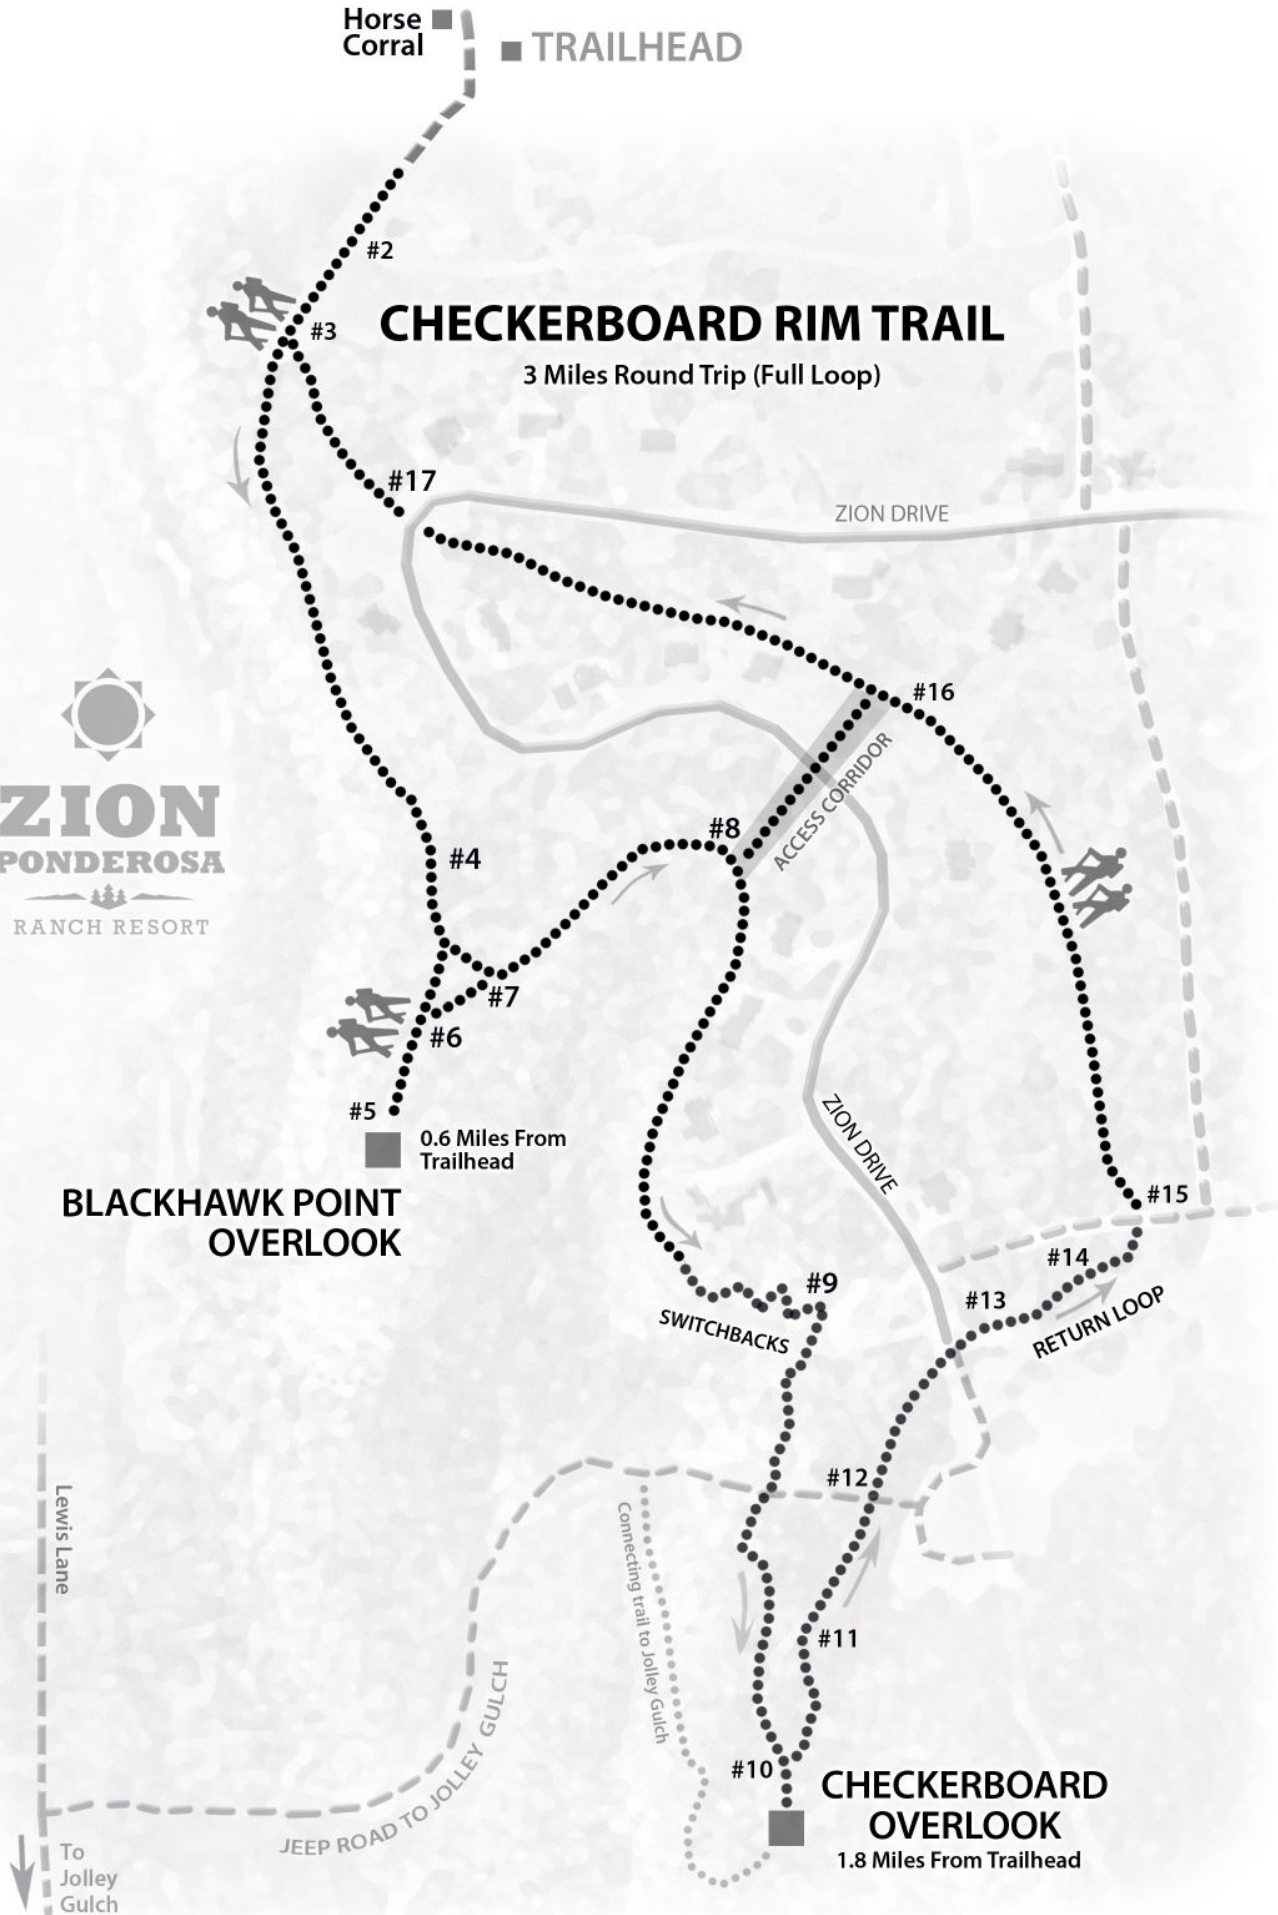 Horse
Corral
TRAILHEAD
#2
#3
CHECKERBOARD RIM TRAIL
3 Miles Round Trip (Full Loop)
#17
ZION DRIVE
#16
ZION
PONDEROSA
RANCH RESORT
#8
ACCESS CORRIDOR
#4
#7
#6
#5
0.6 Miles From
Trailhead
BLACKHAWK POINT
OVERLOOK
ZION DRIVE
#15
#14
#13
RETURN LOOP
#9
SWITCHBACKS
#12
Lewis Lane
Connecting trail to Jolley Gulch
#11
JEEP ROAD TO JOLLEY GULCH
#10
CHECKERBOARD
OVERLOOK
1.8 Miles From Trailhead
To
Jolley
Gulch